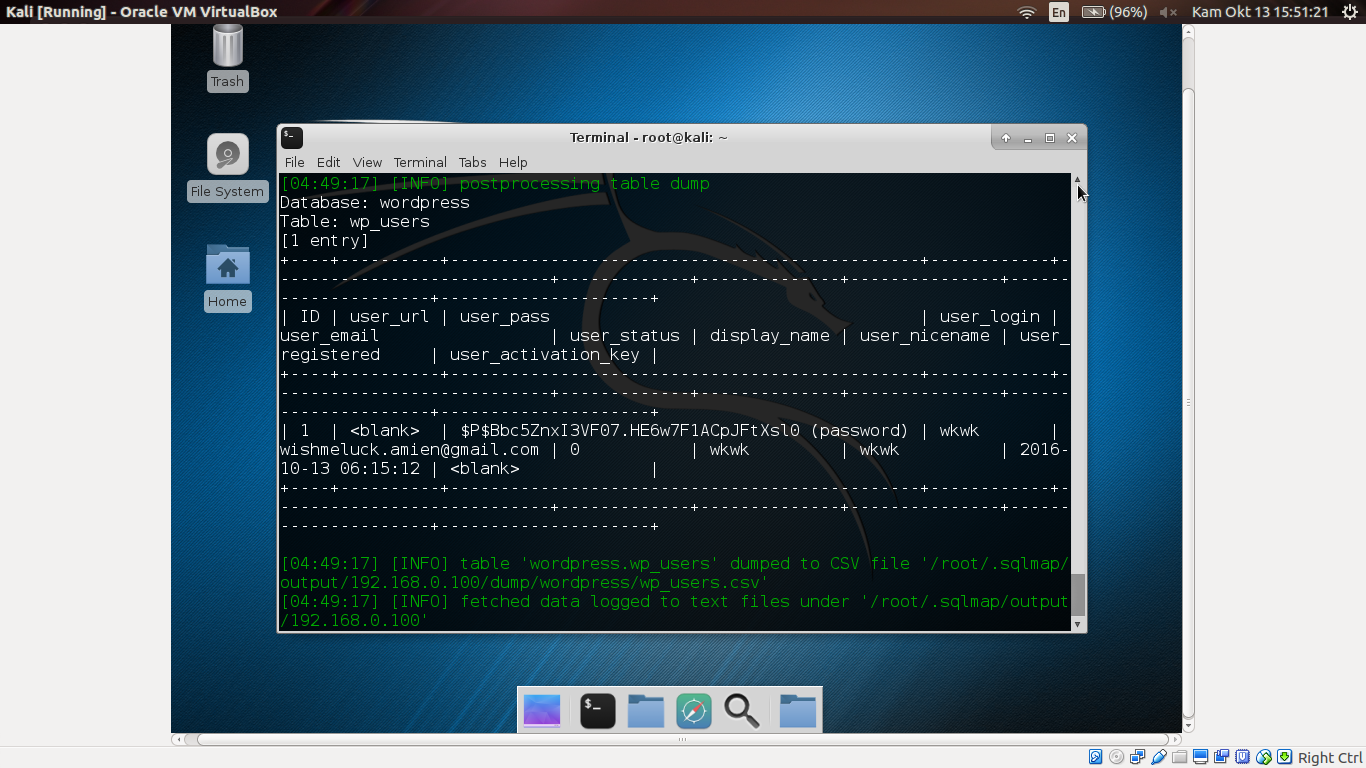 Kali [Running] - Oracle VM VirtualBox
En
(96%)
Kam Okt 13 15:51:21
Trash
File System
Home
$-
Terminal - root@kali: ~
File Edit View Terminal Tabs Help
[04:49:17] [INFO] postprocessing table dump
Database: wordpress
Table: wp_users
[1 entry]
+----+----------+------------------------------------------------+------------+-
---------------------------+-------------+--------------+---------------+------
---------------+---------------------+
| ID | user_url | user_pass | user_login |
user_email | user_status | display_name | user_nicename | user_
registered | user_activation_key |
+----+----------+------------------------------------------------+------------+-
---------------------------+-------------+--------------+---------------+------
---------------+---------------------+
| 1 | <blank> | $P$Bbc5ZnxI3VF07.HE6w7F1ACpJFtXsl0 (password) | wkwk |
wishmeluck.amien@gmail.com | 0 | wkwk | wkwk | 2016-
10-13 06:15:12 | <blank> |
+----+----------+------------------------------------------------+------------+-
---------------------------+-------------+--------------+---------------+------
---------------+---------------------+
[04:49:17] [INFO] table 'wordpress.wp_users' dumped to CSV file '/root/.sqlmap/
output/192.168.0.100/dump/wordpress/wp_users.csv'
[04:49:17] [INFO] fetched data logged to text files under '/root/.sqlmap/output
/192.168.0.100'
$-
Right Ctrl